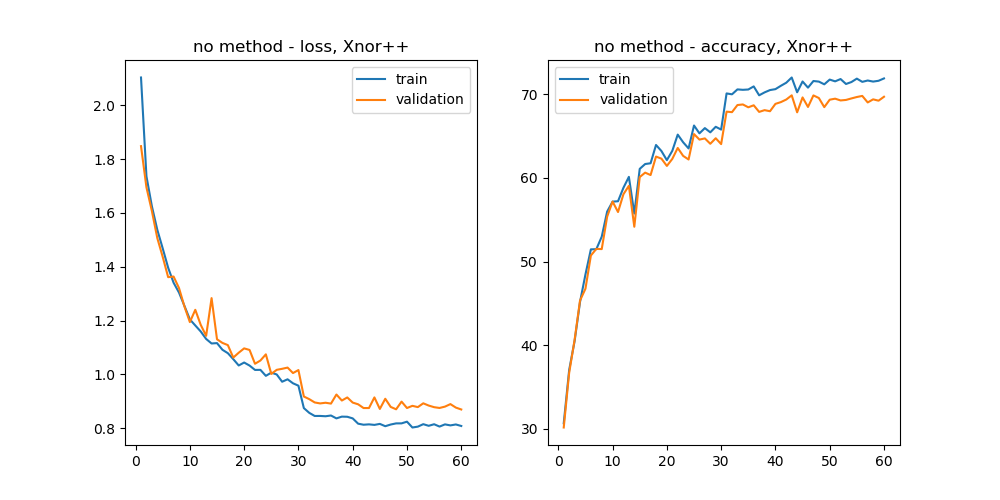 no method - loss, Xnor++
train
validation
2.0
1.8
1.6
1.4
1.2
1.0
0.8
0 10 20 30 40 50 60
no method - accuracy, Xnor++
train
validation
70
60
50
40
30
0 10 20 30 40 50 60